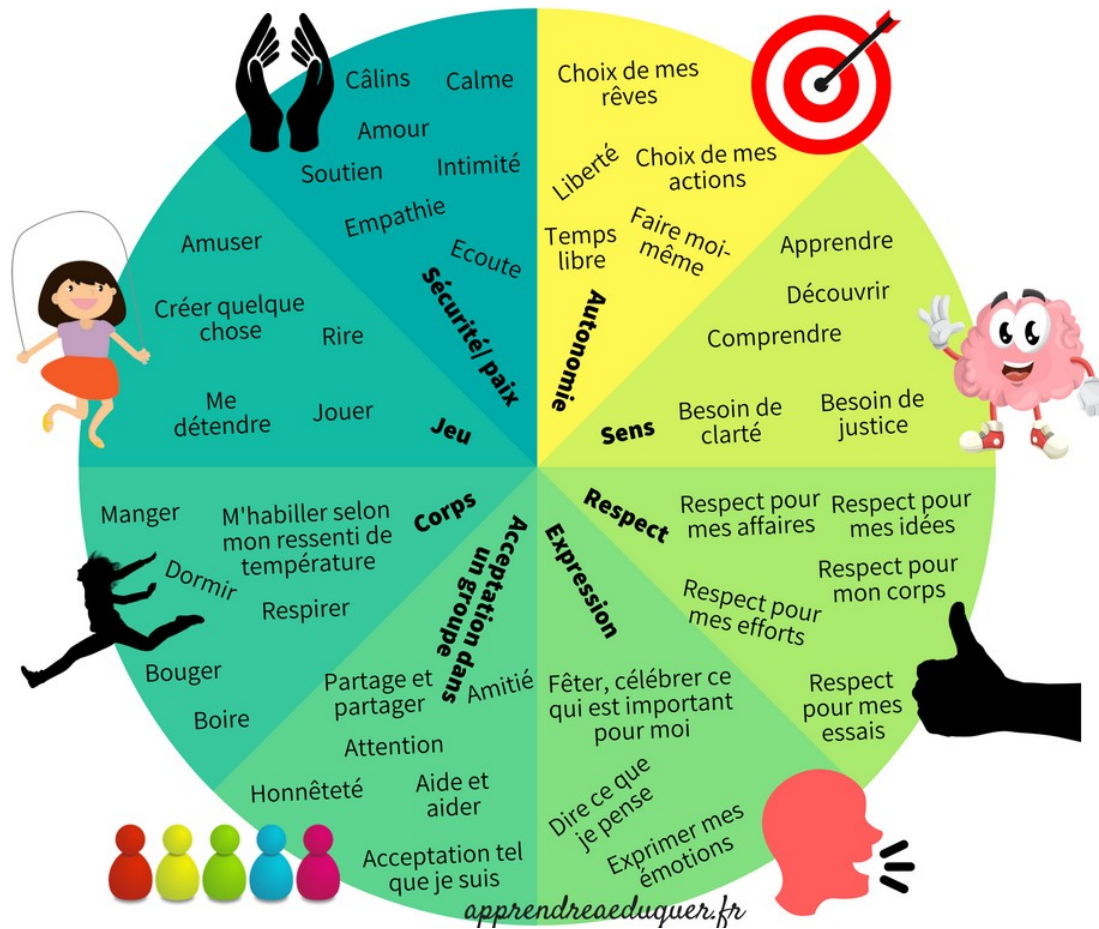 Câlins
Calme
Amour
Soutien
Intimité
Empathie
Ecoute
Sécurité/ paix
Choix de mes
rêves
Liberté
Choix de mes
actions
Temps
libre
Faire moi-
même
Autonomie
Apprendre
Découvrir
Comprendre
Besoin de
clarté
Besoin de
justice
Sens
Respect
Respect pour
mes affaires
Respect pour
mes idées
Respect pour
mon corps
Respect pour
mes efforts
Respect
pour mes
essais
Expression
Fêter, célébrer ce
qui est important
pour moi
Dire ce que
je pense
Exprimer mes
émotions
Acceptation dans
un groupe
Partage et
partager
Amitié
Attention
Honnêteté
Aide et
aider
Acceptation tel
que je suis
Corps
Manger
M'habiller selon
mon ressenti de
température
Dormir
Respirer
Bouger
Boire
Jeu
Amuser
Créer quelque
chose
Rire
Me
détendre
Jouer
apprendreaeduquer.fr